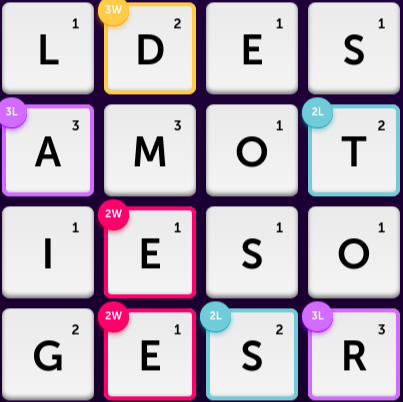 1 3W 2 1 1
L D E S
3L 3 3 1 2L 2
A M O T
1 2W 1 1 1
I E S O
2 2W 1 2L 2 3L 3
G E S R